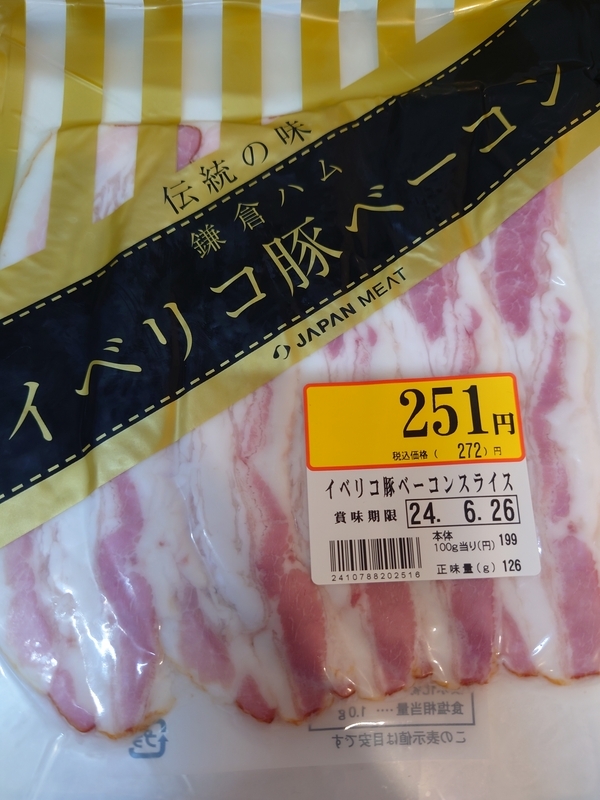 伝統の味
鎌倉ハム
イベリコ豚ベーコン
JAPAN MEAT
251円
税込価格( 272)円
イベリコ豚ベーコンスライス
賞味期限 24. 6.26
本体
100g当り(円) 199
正味量(g) 126
2410788202516
食塩相当量 ···· 1.0g
この表示値は目安です
プラ